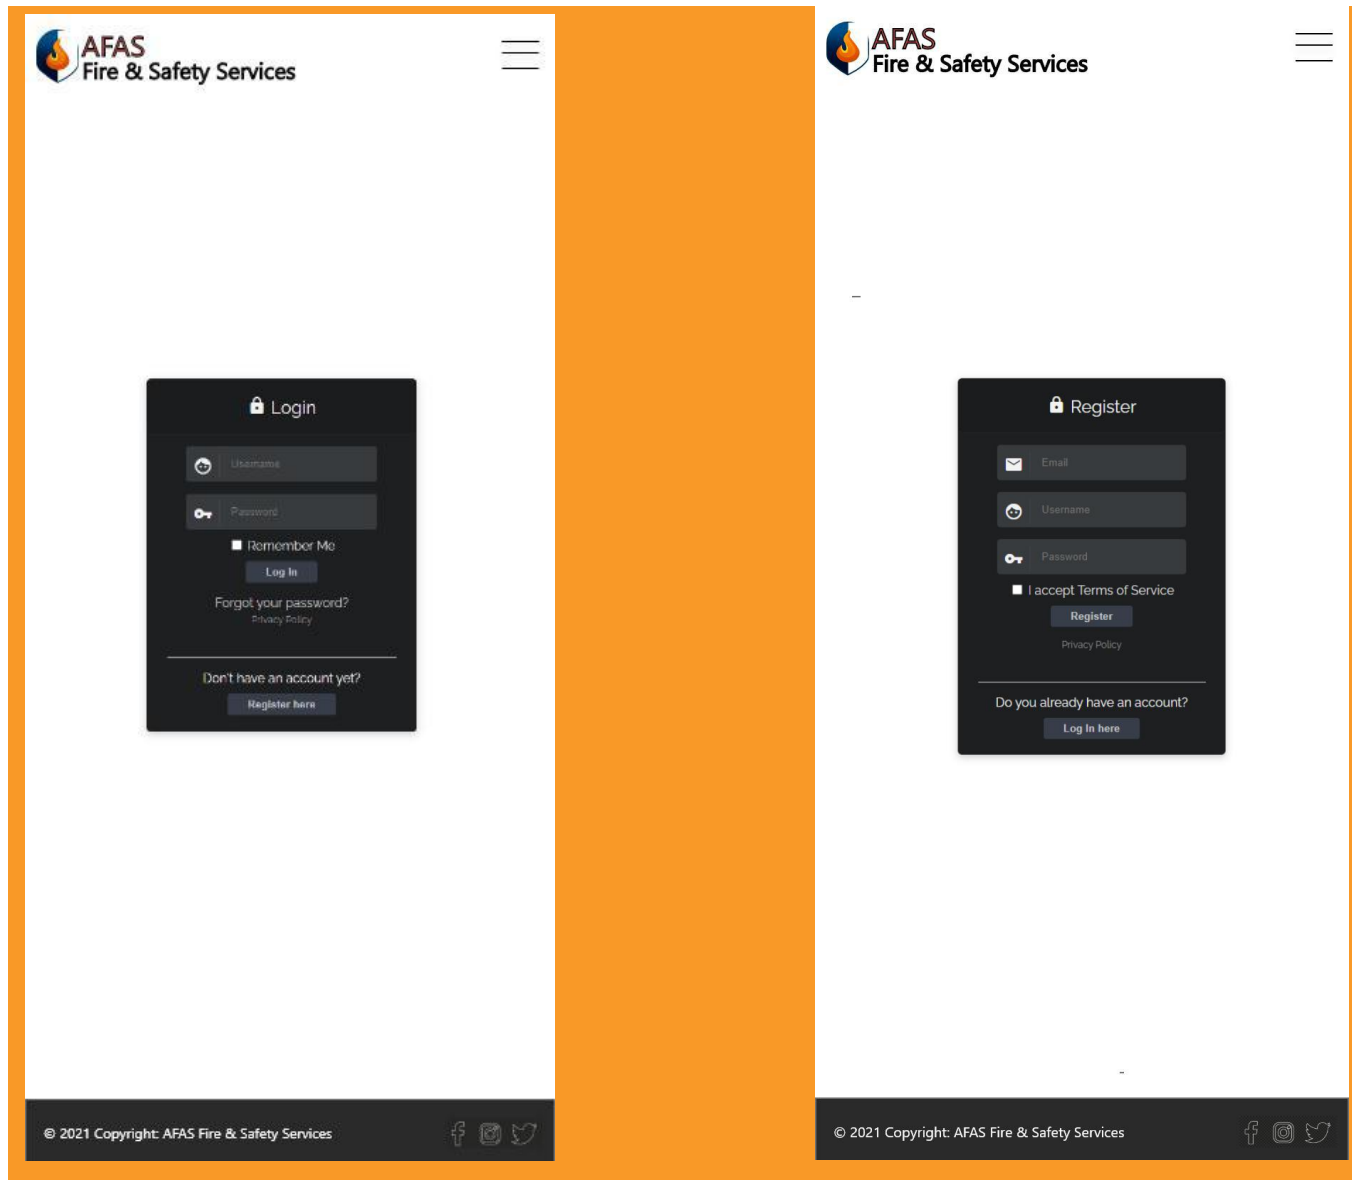 AFAS
Fire & Safety Services
Login
Username
Password
Remember Me
Log In
Forgot your password?
Privacy Policy
Don't have an account yet?
Register here
© 2021 Copyright: AFAS Fire & Safety Services
AFAS
Fire & Safety Services
Register
Email
Username
Password
I accept Terms of Service
Register
Privacy Policy
Do you already have an account?
Log In here
© 2021 Copyright: AFAS Fire & Safety Services